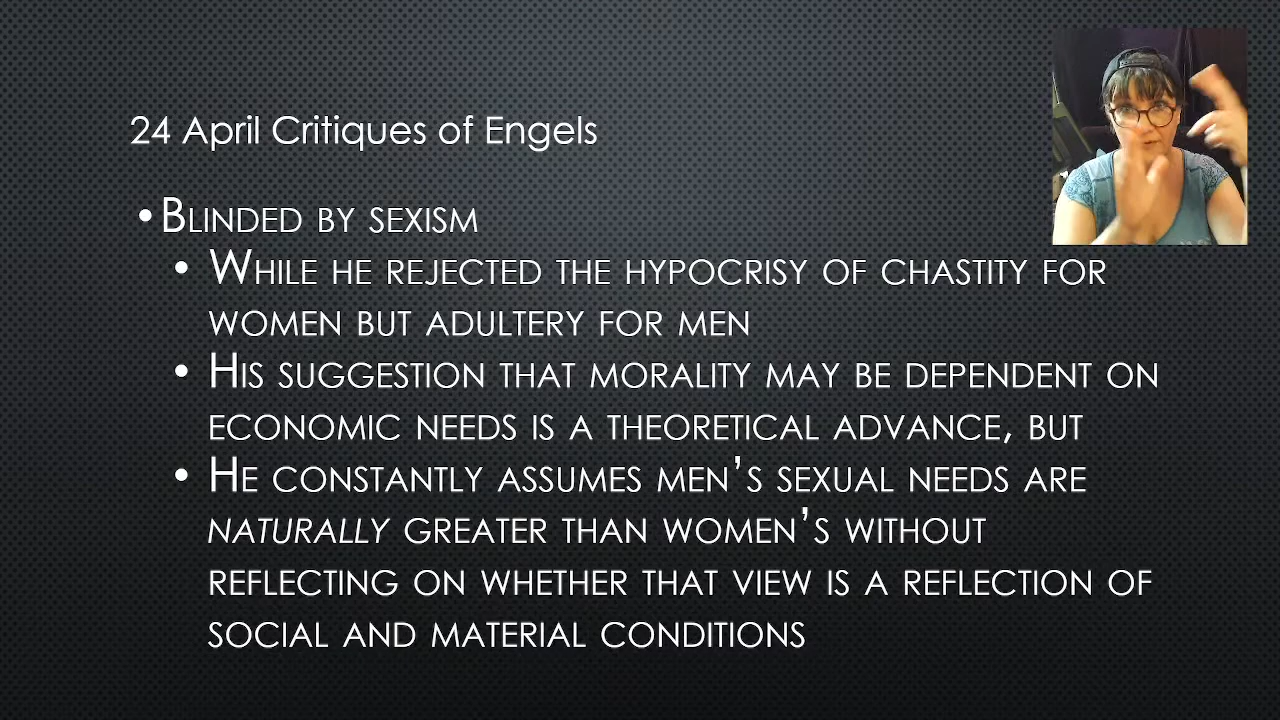 24 April Critiques of Engels
• Blinded by sexism
• While he rejected the hypocrisy of chastity for
women but adultery for men
• His suggestion that morality may be dependent on
economic needs is a theoretical advance, but
• He constantly assumes men's sexual needs are
naturally greater than women's without
reflecting on whether that view is a reflection of
social and material conditions